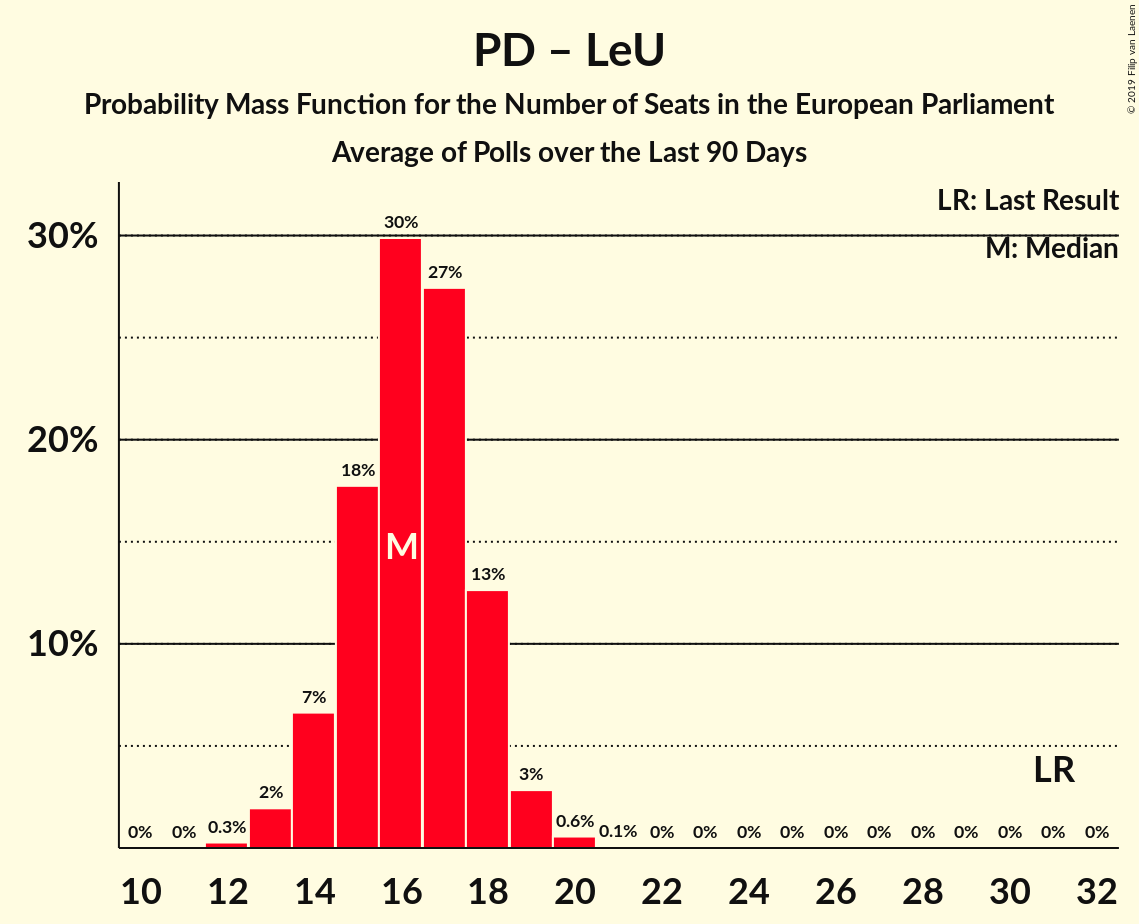 PD – LeU
Probability Mass Function for the Number of Seats in the European Parliament
Average of Polls over the Last 90 Days
© 2019 Filip van Laenen
LR: Last Result
M: Median
30%
20%
10%
0% 0% 0.3% 2% 7% 18% 30% 27% 13% 3% 0.6% 0.1% 0% 0% 0% 0% 0% 0% 0% 0% 0% 0% 0%
M
LR
10 12 14 16 18 20 22 24 26 28 30 32